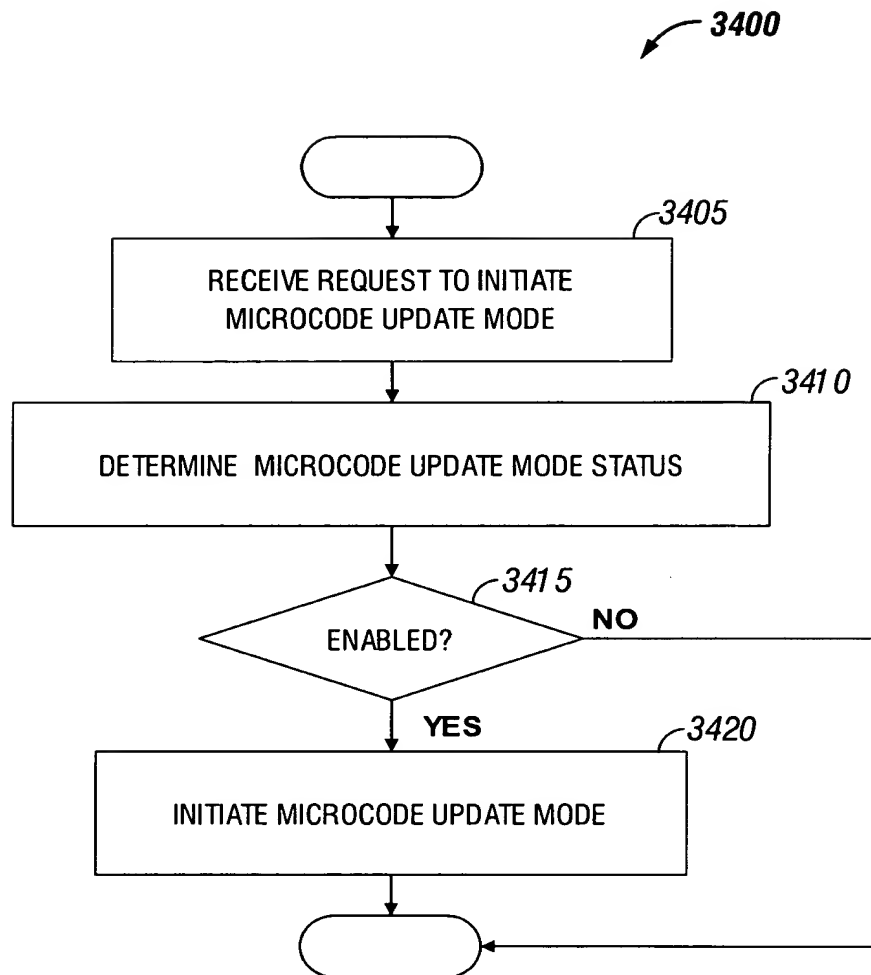 3400
3405
RECEIVE REQUEST TO INITIATE
MICROCODE UPDATE MODE
3410
DETERMINE MICROCODE UPDATE MODE STATUS
3415
ENABLED?
NO
YES
3420
INITIATE MICROCODE UPDATE MODE